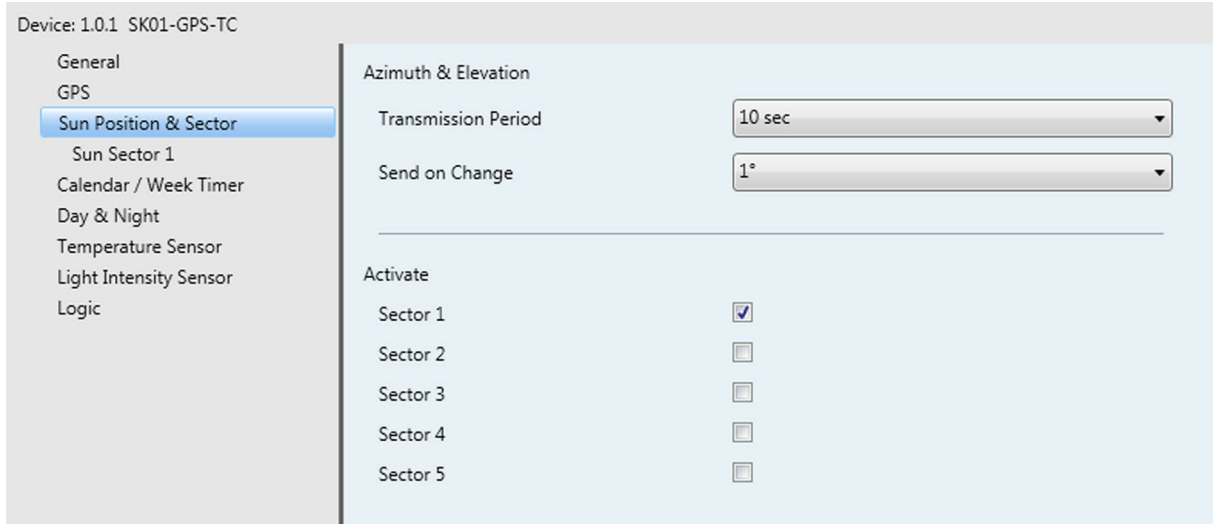 Device: 1.0.1 SK01-GPS-TC
General
GPS
Sun Position & Sector
Sun Sector 1
Calendar / Week Timer
Day & Night
Temperature Sensor
Light Intensity Sensor
Logic
Azimuth & Elevation
Transmission Period 10 sec
Send on Change 1°
Activate
Sector 1
Sector 2
Sector 3
Sector 4
Sector 5